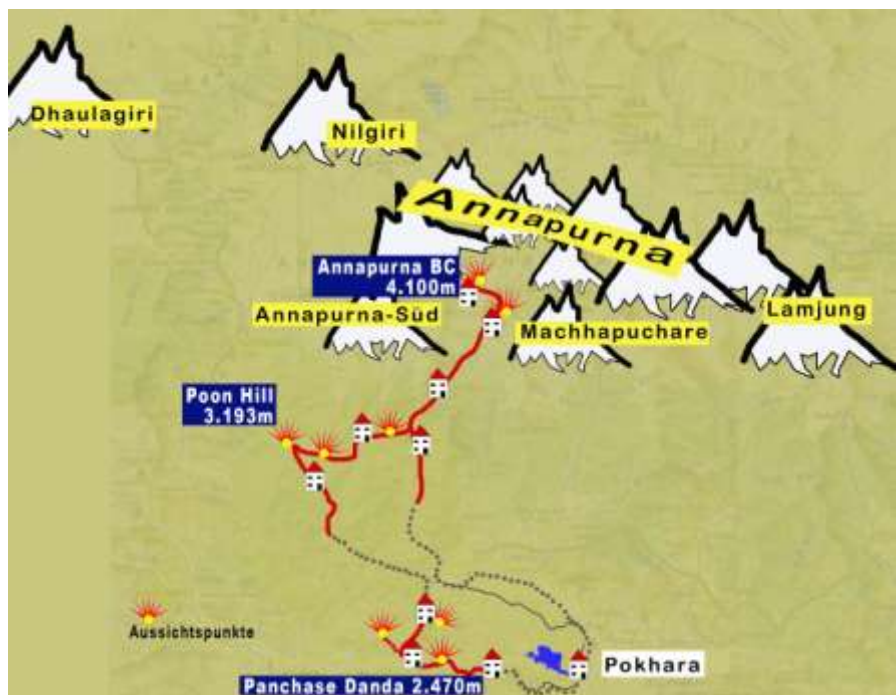 Dhaulagiri
Nilgiri
Annapurna
Annapurna BC
4.100m
Annapurna-Süd
Machhapuchare
Lamjung
Poon Hill
3.193m
Aussichtspunkte
Pokhara
Panchase Danda 2.470m